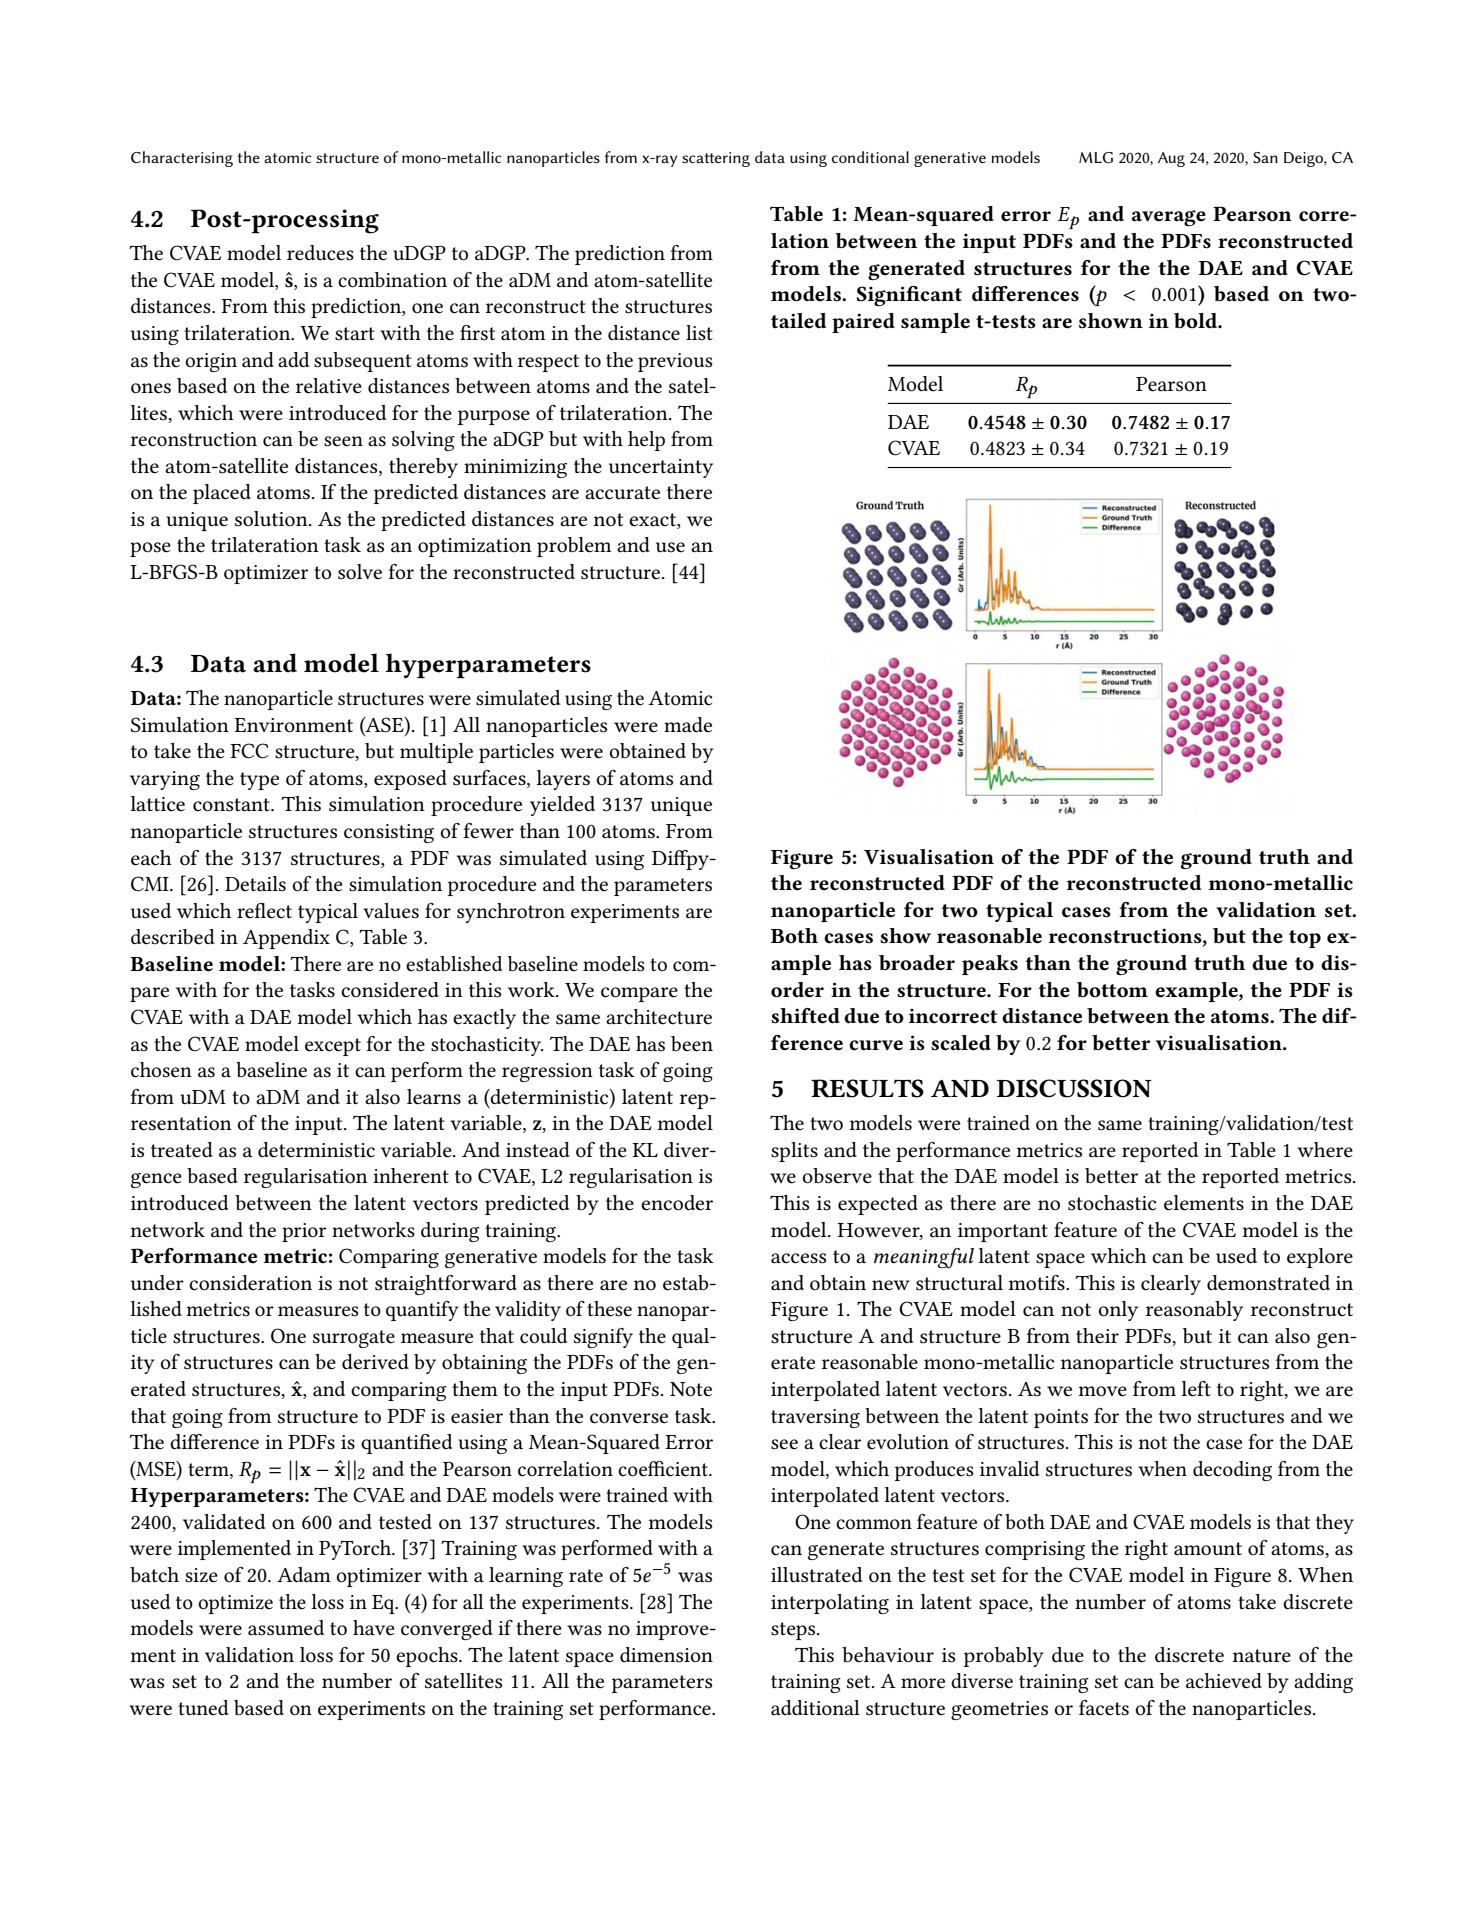 Characterising the atomic structure of mono-metallic nanoparticles from x-ray scattering data using conditional generative models MLG 2020, Aug 24, 2020, San Deigo, CA
4.2 Post-processing
The CVAE model reduces the uDGP to aDGP. The prediction from
the CVAE model, ŝ, is a combination of the aDM and atom-satellite
distances. From this prediction, one can reconstruct the structures
using trilateration. We start with the first atom in the distance list
as the origin and add subsequent atoms with respect to the previous
ones based on the relative distances between atoms and the satel-
lites, which were introduced for the purpose of trilateration. The
reconstruction can be seen as solving the aDGP but with help from
the atom-satellite distances, thereby minimizing the uncertainty
on the placed atoms. If the predicted distances are accurate there
is a unique solution. As the predicted distances are not exact, we
pose the trilateration task as an optimization problem and use an
L-BFGS-B optimizer to solve for the reconstructed structure. [44]
4.3 Data and model hyperparameters
Data: The nanoparticle structures were simulated using the Atomic
Simulation Environment (ASE). [1] All nanoparticles were made
to take the FCC structure, but multiple particles were obtained by
varying the type of atoms, exposed surfaces, layers of atoms and
lattice constant. This simulation procedure yielded 3137 unique
nanoparticle structures consisting of fewer than 100 atoms. From
each of the 3137 structures, a PDF was simulated using Diffpy-
CMI. [26]. Details of the simulation procedure and the parameters
used which reflect typical values for synchrotron experiments are
described in Appendix C, Table 3.
Baseline model: There are no established baseline models to com-
pare with for the tasks considered in this work. We compare the
CVAE with a DAE model which has exactly the same architecture
as the CVAE model except for the stochasticity. The DAE has been
chosen as a baseline as it can perform the regression task of going
from uDM to aDM and it also learns a (deterministic) latent rep-
resentation of the input. The latent variable, z, in the DAE model
is treated as a deterministic variable. And instead of the KL diver-
gence based regularisation inherent to CVAE, L2 regularisation is
introduced between the latent vectors predicted by the encoder
network and the prior networks during training.
Performance metric: Comparing generative models for the task
under consideration is not straightforward as there are no estab-
lished metrics or measures to quantify the validity of these nanopar-
ticle structures. One surrogate measure that could signify the qual-
ity of structures can be derived by obtaining the PDFs of the gen-
erated structures, x̂, and comparing them to the input PDFs. Note
that going from structure to PDF is easier than the converse task.
The difference in PDFs is quantified using a Mean-Squared Error
(MSE) term, Rp = ||x − x̂||2 and the Pearson correlation coefficient.
Hyperparameters: The CVAE and DAE models were trained with
2400, validated on 600 and tested on 137 structures. The models
were implemented in PyTorch. [37] Training was performed with a
batch size of 20. Adam optimizer with a learning rate of 5e−5 was
used to optimize the loss in Eq. (4) for all the experiments. [28] The
models were assumed to have converged if there was no improve-
ment in validation loss for 50 epochs. The latent space dimension
was set to 2 and the number of satellites 11. All the parameters
were tuned based on experiments on the training set performance.
Table 1: Mean-squared error Ep and average Pearson corre-
lation between the input PDFs and the PDFs reconstructed
from the generated structures for the the DAE and CVAE
models. Significant differences (p < 0.001) based on two-
tailed paired sample t-tests are shown in bold.
Model Rp Pearson
DAE 0.4548 ± 0.30 0.7482 ± 0.17
CVAE 0.4823 ± 0.34 0.7321 ± 0.19
Ground Truth
Reconstructed
Ground Truth
Difference
Reconstructed
Gr (Arb. Units)
0 5 10 15 20 25 30
r (Å)
Reconstructed
Ground Truth
Difference
Gr (Arb. Units)
0 5 10 15 20 25 30
r (Å)
Figure 5: Visualisation of the PDF of the ground truth and
the reconstructed PDF of the reconstructed mono-metallic
nanoparticle for two typical cases from the validation set.
Both cases show reasonable reconstructions, but the top ex-
ample has broader peaks than the ground truth due to dis-
order in the structure. For the bottom example, the PDF is
shifted due to incorrect distance between the atoms. The dif-
ference curve is scaled by 0.2 for better visualisation.
5 RESULTS AND DISCUSSION
The two models were trained on the same training/validation/test
splits and the performance metrics are reported in Table 1 where
we observe that the DAE model is better at the reported metrics.
This is expected as there are no stochastic elements in the DAE
model. However, an important feature of the CVAE model is the
access to a meaningful latent space which can be used to explore
and obtain new structural motifs. This is clearly demonstrated in
Figure 1. The CVAE model can not only reasonably reconstruct
structure A and structure B from their PDFs, but it can also gen-
erate reasonable mono-metallic nanoparticle structures from the
interpolated latent vectors. As we move from left to right, we are
traversing between the latent points for the two structures and we
see a clear evolution of structures. This is not the case for the DAE
model, which produces invalid structures when decoding from the
interpolated latent vectors.
One common feature of both DAE and CVAE models is that they
can generate structures comprising the right amount of atoms, as
illustrated on the test set for the CVAE model in Figure 8. When
interpolating in latent space, the number of atoms take discrete
steps.
This behaviour is probably due to the discrete nature of the
training set. A more diverse training set can be achieved by adding
additional structure geometries or facets of the nanoparticles.